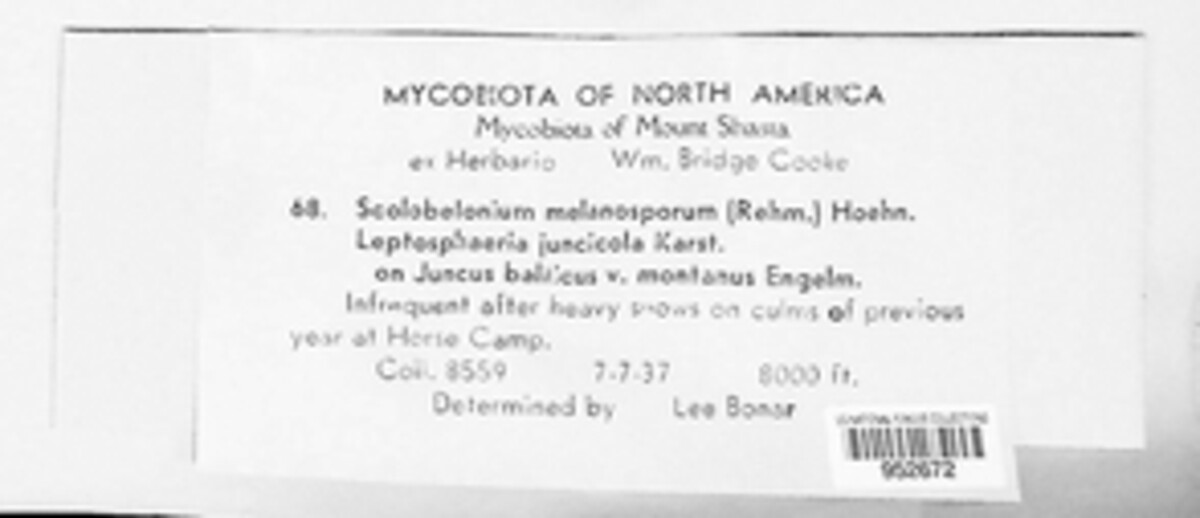 MYCOBIOTA OF NORTH AMERICA
Mycobiota of Mount Shasta
ex Herbario Wm. Bridge Cooke
68. Scolobelonium melanosporum (Rehm.) Hoehn.
Leptosphaeria juncicola Karst.
on Juncus balticus v. montanus Engelm.
Infrequent after heavy snows on culms of previous
year at Horse Camp.
Coll. 8559 7-7-37 8000 ft.
Determined by Lee Bonar
952672